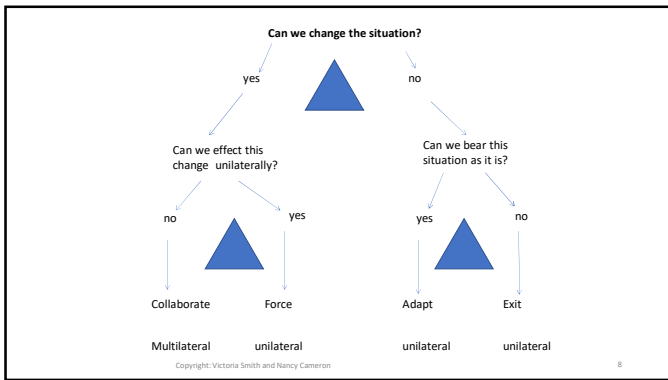 Can we change the situation?
yes
no
Can we effect this
change unilaterally?
Can we bear this
situation as it is?
no
yes
yes
no
Collaborate
Force
Adapt
Exit
Multilateral
unilateral
unilateral
unilateral
Copyright: Victoria Smith and Nancy Cameron
8